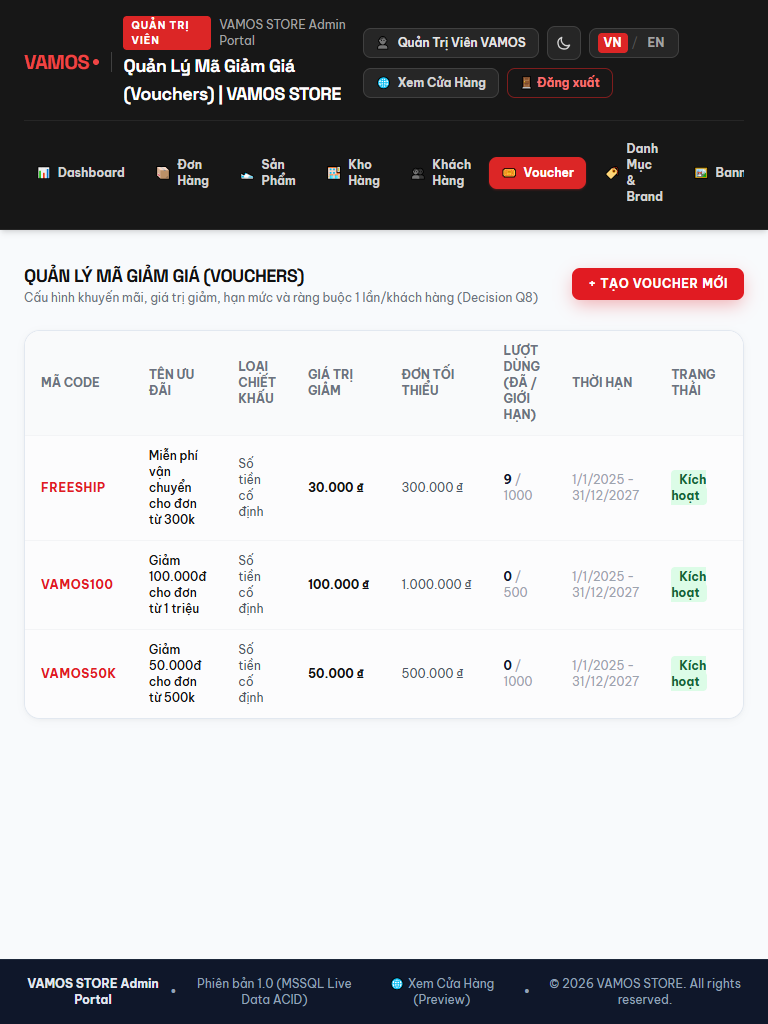 VAMOS
QUẢN TRỊ
VIÊN
VAMOS STORE Admin
Portal
Quản Lý Mã Giảm Giá
(Vouchers) | VAMOS STORE
Quản Trị Viên VAMOS
VN / EN
Xem Cửa Hàng
Đăng xuất
Dashboard
Đơn
Hàng
Sản
Phẩm
Kho
Hàng
Khách
Hàng
Voucher
Danh
Mục
&
Brand
Bann
QUẢN LÝ MÃ GIẢM GIÁ (VOUCHERS)
Cấu hình khuyến mãi, giá trị giảm, hạn mức và ràng buộc 1 lần/khách hàng (Decision Q8)
+ TẠO VOUCHER MỚI
MÃ CODE
TÊN ƯU
ĐÃI
LOẠI
CHIẾT
KHẤU
GIÁ TRỊ
GIẢM
ĐƠN TỐI
THIỂU
LƯỢT
DÙNG
(ĐÃ /
GIỚI
HẠN)
THỜI HẠN
TRẠNG
THÁI
FREESHIP
Miễn phí
vận
chuyển
cho đơn
từ 300k
Số
tiền
cố
định
30.000 ₫
300.000 ₫
9 /
1000
1/1/2025 -
31/12/2027
Kích
hoạt
VAMOS100
Giảm
100.000đ
cho đơn
từ 1 triệu
Số
tiền
cố
định
100.000 ₫
1.000.000 ₫
0 /
500
1/1/2025 -
31/12/2027
Kích
hoạt
VAMOS50K
Giảm
50.000đ
cho đơn
từ 500k
Số
tiền
cố
định
50.000 ₫
500.000 ₫
0 /
1000
1/1/2025 -
31/12/2027
Kích
hoạt
VAMOS STORE Admin
Portal
•
Phiên bản 1.0 (MSSQL Live
Data ACID)
Xem Cửa Hàng
(Preview)
•
© 2026 VAMOS STORE. All rights
reserved.